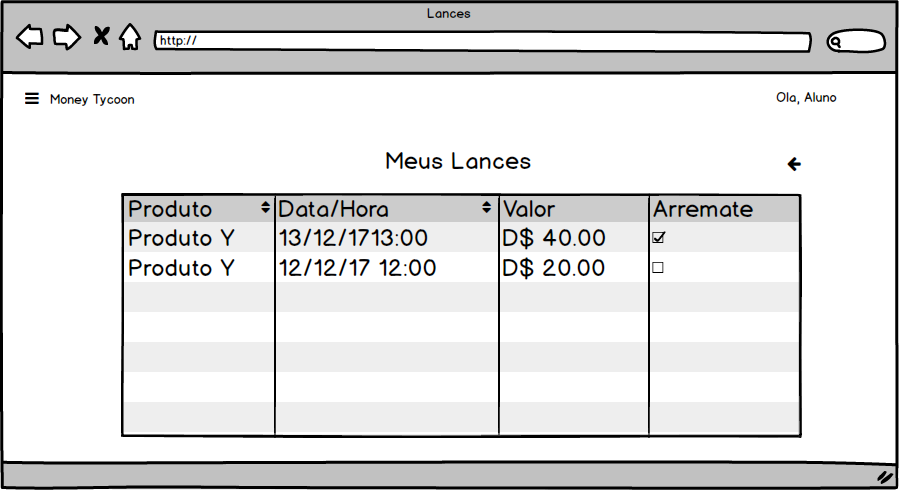 Lances
http://
Money Tycoon
Ola, Aluno
Meus Lances
Produto Data/Hora Valor Arremate
Produto Y 13/12/1713:00 D$ 40.00
Produto Y 12/12/17 12:00 D$ 20.00